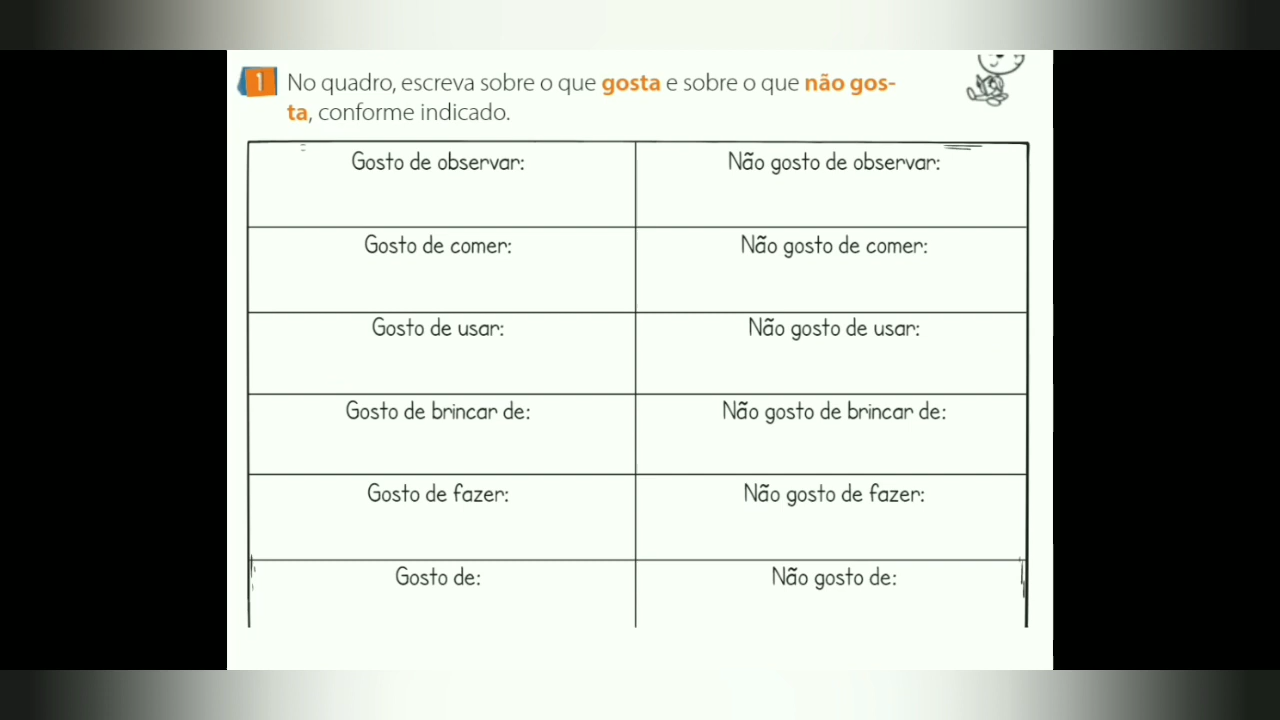 1 No quadro, escreva sobre o que gosta e sobre o que não gos-
ta, conforme indicado.
Gosto de observar: Não gosto de observar:
Gosto de comer: Não gosto de comer:
Gosto de usar: Não gosto de usar:
Gosto de brincar de: Não gosto de brincar de:
Gosto de fazer: Não gosto de fazer:
Gosto de: Não gosto de: